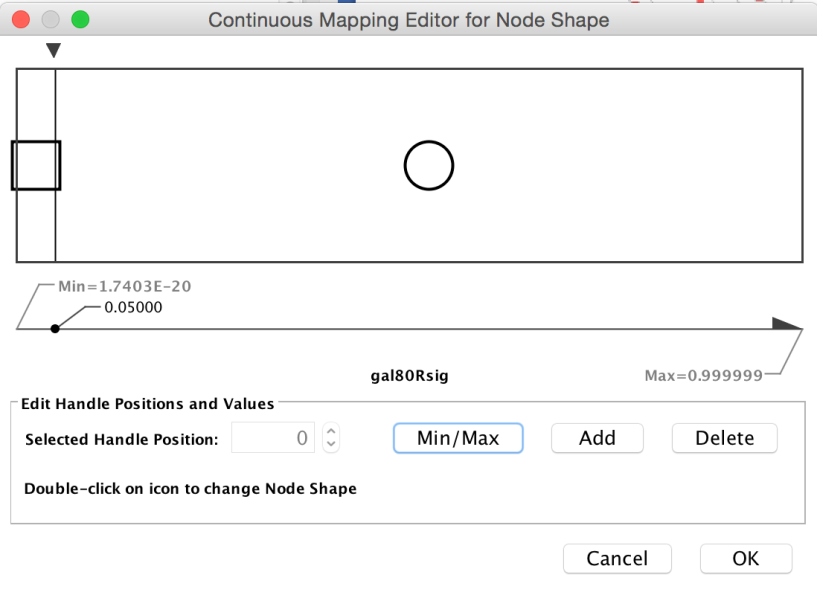 Continuous Mapping Editor for Node Shape
Min=1.7403E-20
0.05000
gal80Rsig
Max=0.999999
Edit Handle Positions and Values
Selected Handle Position: 0 Min/Max Add Delete
Double-click on icon to change Node Shape
Cancel OK